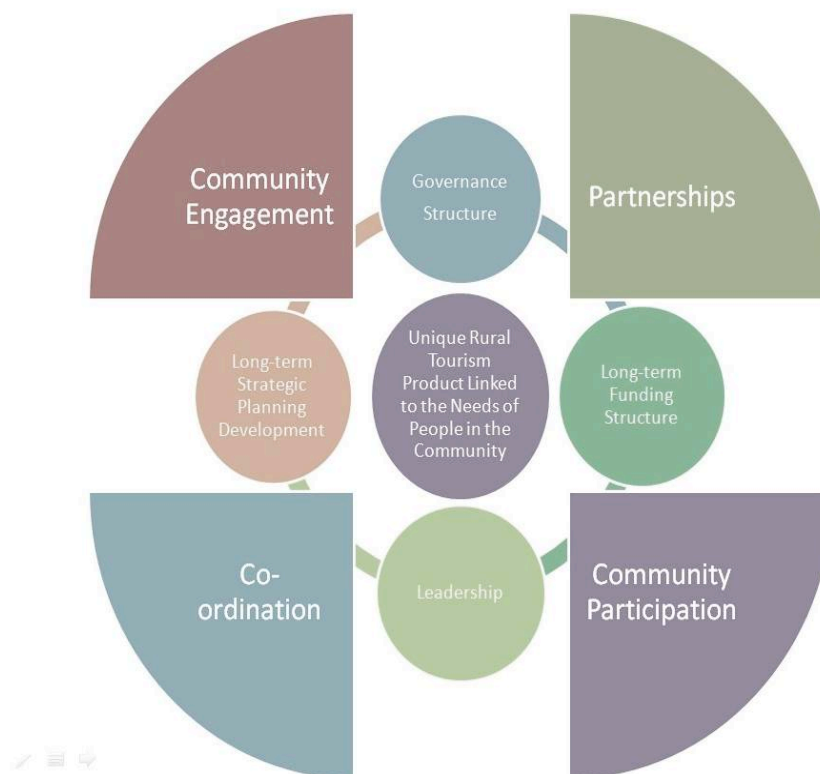 Community
Engagement
Partnerships
Governance
Structure
Long-term
Strategic
Planning
Development
Unique Rural
Tourism
Product Linked
to the Needs of
People in the
Community
Long-term
Funding
Structure
Co-
ordination
Leadership
Community
Participation